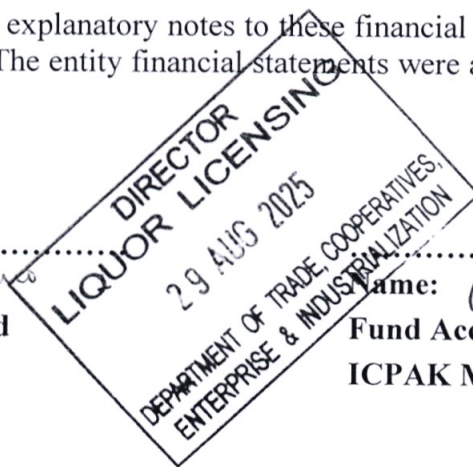 explanatory notes to these financial
The entity financial statements were a
DIRECTOR
LIQUOR LICENSING
29 AUG 2025
DEPARTMENT OF TRADE, COOPERATIVES,
ENTERPRISE & INDUSTRIALIZATION
Name:
Fund Acc
ICPAK M